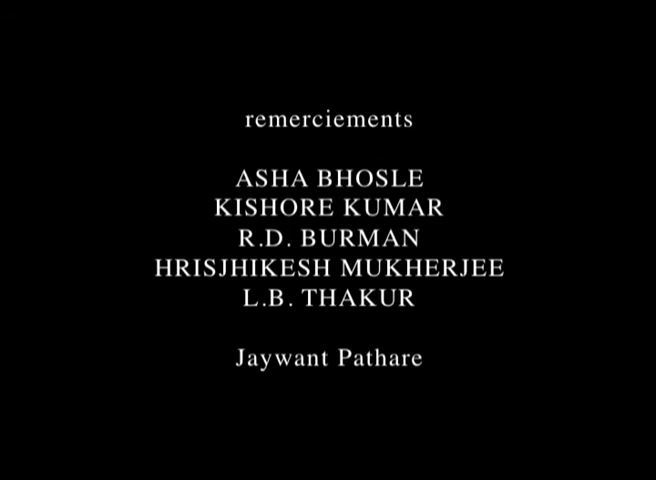 remerciements
ASHA BHOSLE
KISHORE KUMAR
R.D. BURMAN
HRISJHIKESH MUKHERJEE
L.B. THAKUR
Jaywant Pathare